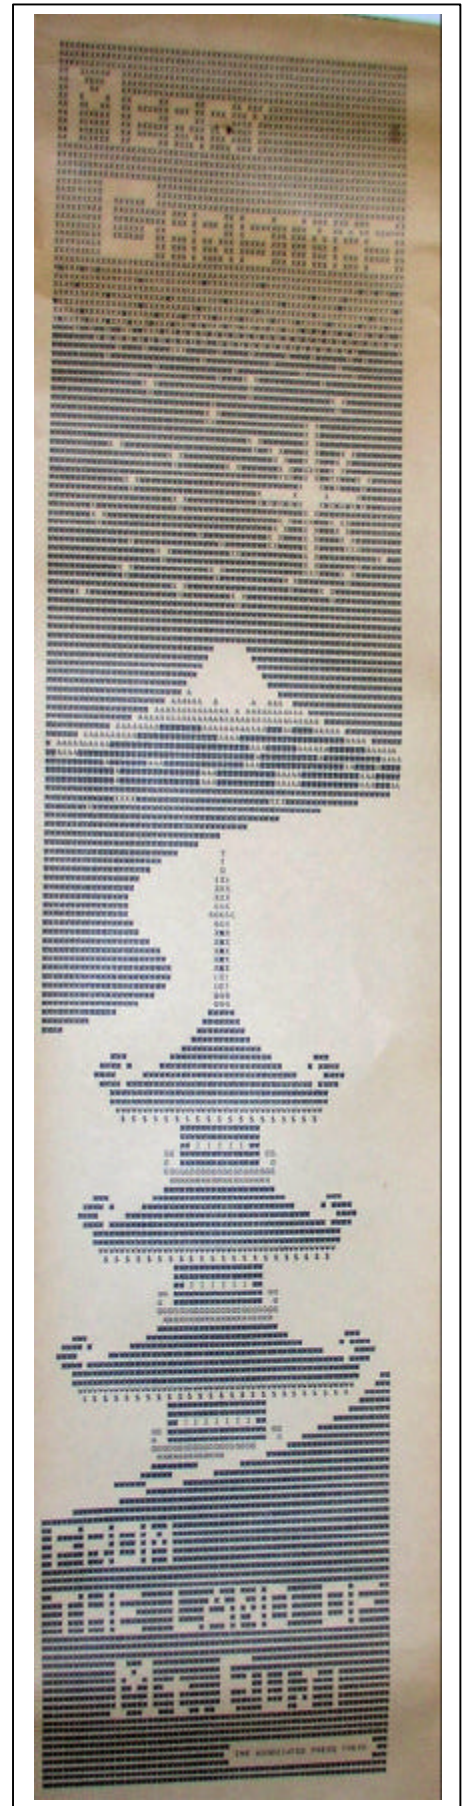 MERRY
CHRISTMAS
FROM
THE LAND OF
Mt. FUJI
THE ASSOCIATED PRESS TOKYO